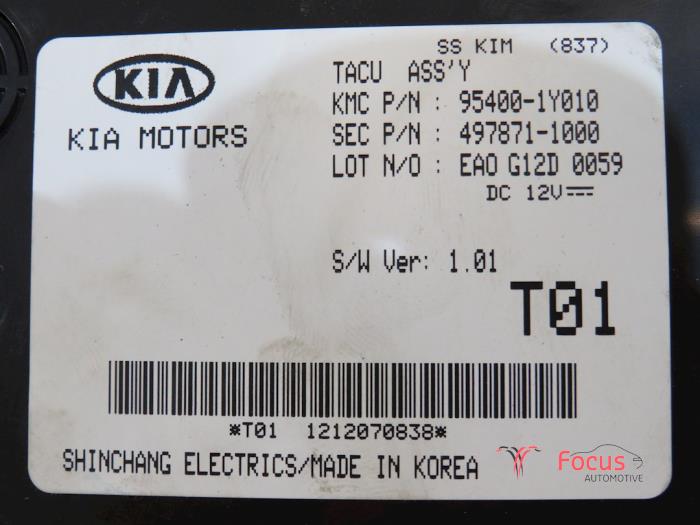 SS KIM (837)
KIA
KIA MOTORS
TACU ASS'Y
KMC P/N : 95400-1Y010
SEC P/N : 497871-1000
LOT N/O : EAO G12D 0059
DC 12V
S/W Ver: 1.01
T01
*T01 1212070838*
SHINCHANG ELECTRICS/MADE IN KOREA
Focus
AUTOMOTIVE